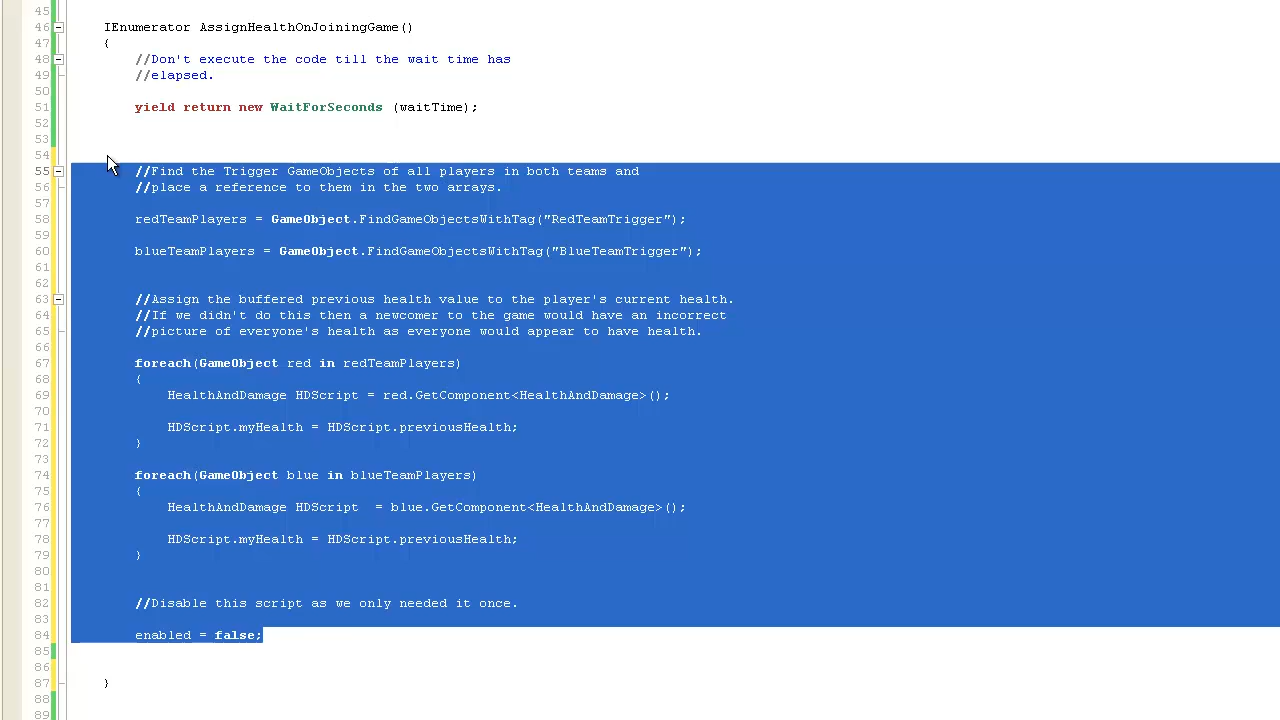 45
46 IEnumerator AssignHealthOnJoiningGame()
47 {
48 //Don't execute the code till the wait time has
49 //elapsed.
50
51 yield return new WaitForSeconds (waitTime);
52
53
54
55 //Find the Trigger GameObjects of all players in both teams and
56 //place a reference to them in the two arrays.
57
58 redTeamPlayers = GameObject.FindGameObjectsWithTag("RedTeamTrigger");
59
60 blueTeamPlayers = GameObject.FindGameObjectsWithTag("BlueTeamTrigger");
61
62
63 //Assign the buffered previous health value to the player's current health.
64 //If we didn't do this then a newcomer to the game would have an incorrect
65 //picture of everyone's health as everyone would appear to have health.
66
67 foreach(GameObject red in redTeamPlayers)
68 {
69 HealthAndDamage HDScript = red.GetComponent<HealthAndDamage>();
70
71 HDScript.myHealth = HDScript.previousHealth;
72 }
73
74 foreach(GameObject blue in blueTeamPlayers)
75 {
76 HealthAndDamage HDScript  = blue.GetComponent<HealthAndDamage>();
77
78 HDScript.myHealth = HDScript.previousHealth;
79 }
80
81
82 //Disable this script as we only needed it once.
83
84 enabled = false;
85
86
87 }
88
89